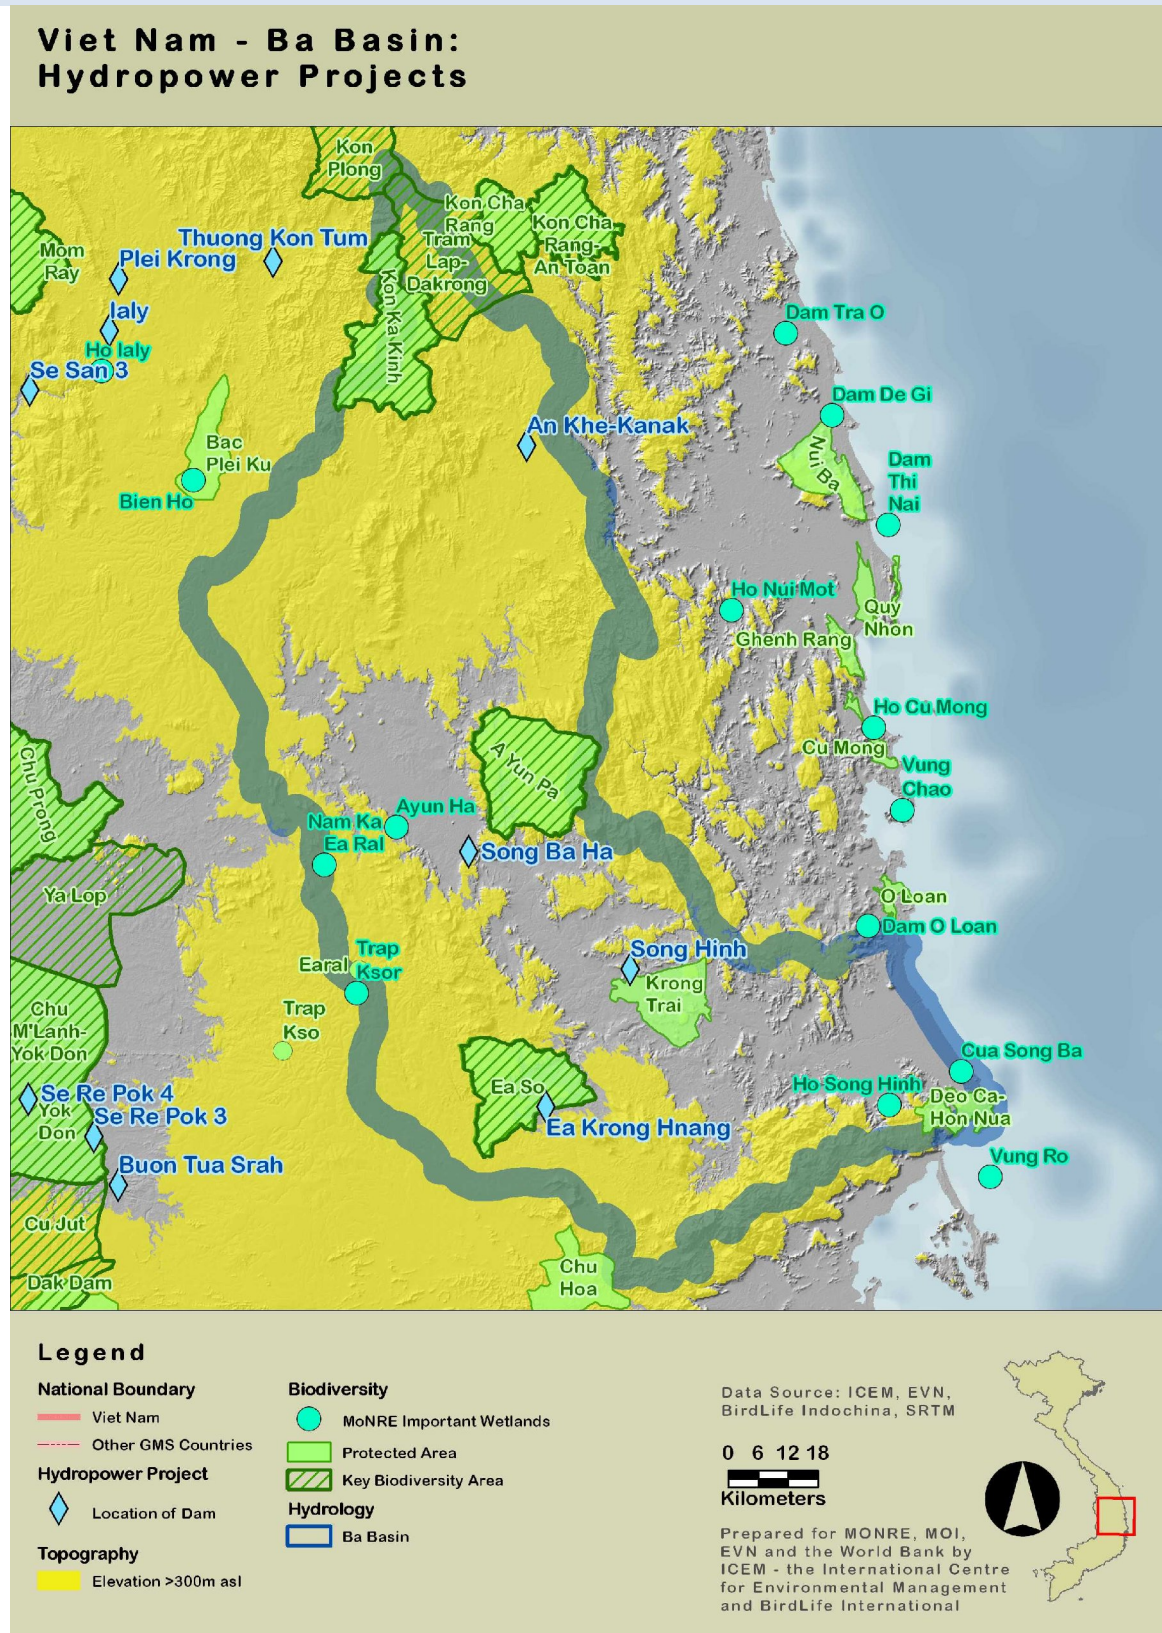 Viet Nam - Ba Basin:
Hydropower Projects
Kon
Plong
Kon Cha
Rang
Kon Cha
Rang-
An Toan
Tram
Lap-
Dakrong
Mom
Ray
Thuong Kon Tum
Plei Krong
Ialy
Ho Ialy
Se San 3
Kon Ka Kinh
Dam Tra O
Dam De Gi
An Khe-Kanak
Nui Ba
Bac
Plei Ku
Bien Ho
Dam
Thi
Nai
Ho Nui Mot
Quy
Nhon
Ghenh Rang
Ho Cu Mong
Cu Mong
Vung
Chao
A Yun Pa
Chu Prong
Ayun Ha
Nam Ka
Ea Ral
Song Ba Ha
Ya Lop
O Loan
Dam O Loan
Song Hinh
Krong
Trai
Earal
Trap
Ksor
Trap
Kso
Chu
M'Lanh-
Yok Don
Cua Song Ba
Ho Song Hinh
Deo Ca-
Hon Nua
Ea So
Ea Krong Hnang
Se Re Pok 4
Yok
Don
Se Re Pok 3
Buon Tua Srah
Vung Ro
Cu Jut
Dak Dam
Chu
Hoa
Legend
National Boundary
Viet Nam
Other GMS Countries
Hydropower Project
Location of Dam
Topography
Elevation >300m asl
Biodiversity
MoNRE Important Wetlands
Protected Area
Key Biodiversity Area
Hydrology
Ba Basin
Data Source: ICEM, EVN,
BirdLife Indochina, SRTM
0 6 12 18
Kilometers
Prepared for MONRE, MOI,
EVN and the World Bank by
ICEM - the International Centre
for Environmental Management
and BirdLife International